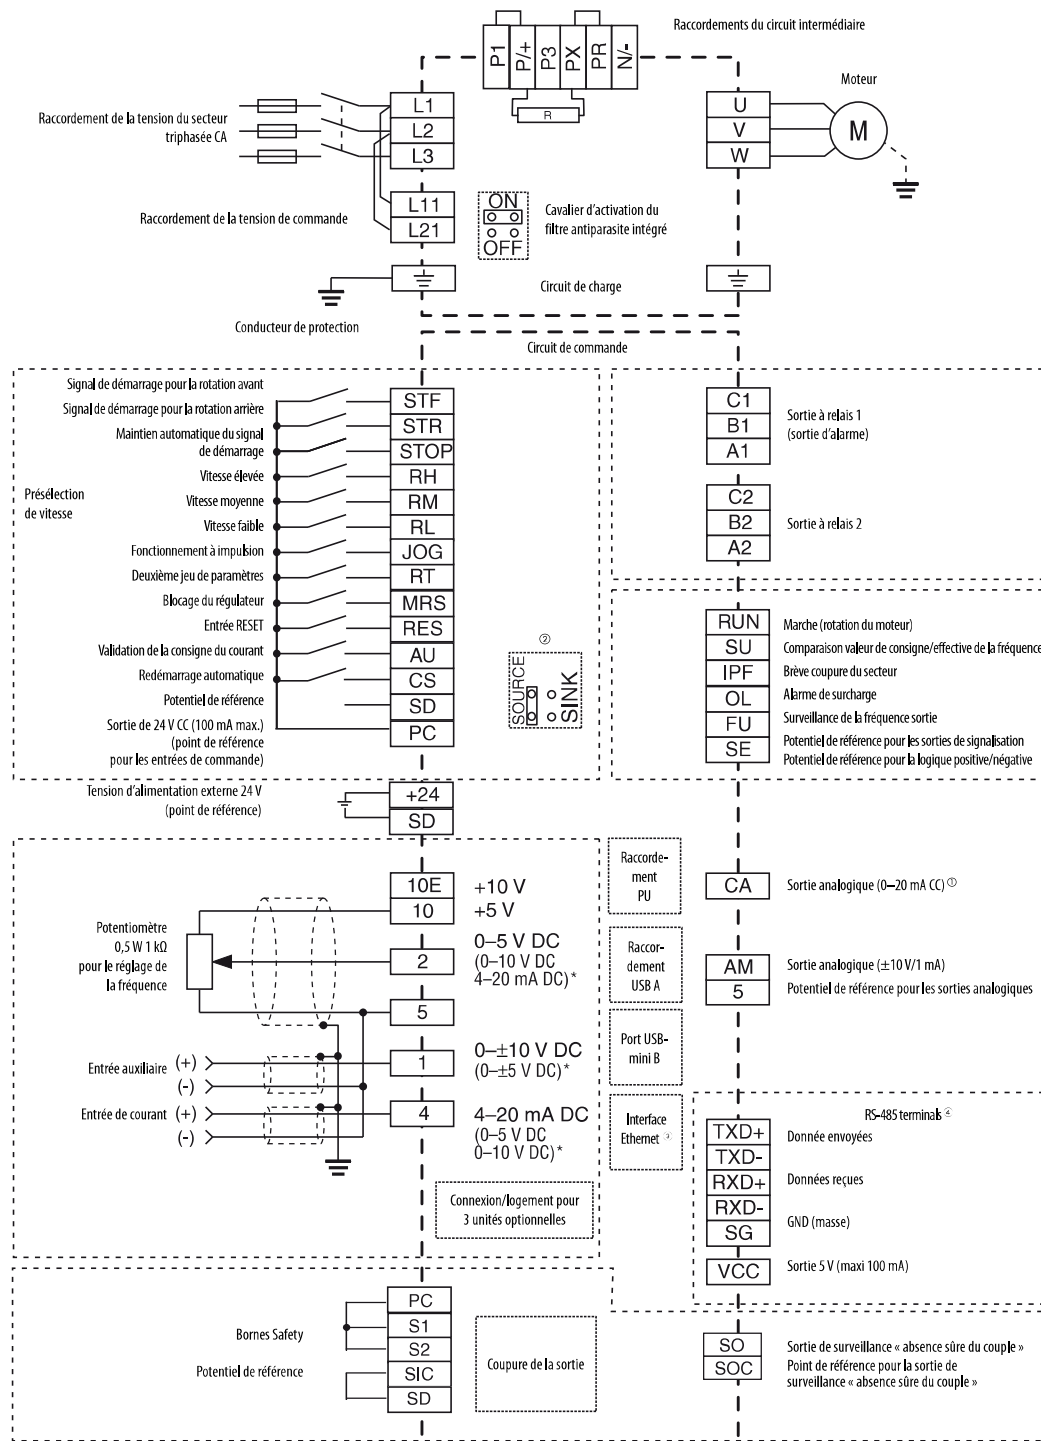 Raccordements du circuit intermédiaire
P1
P/+
P3
PX
PR
N/-
R
Raccordement de la tension du secteur
triphasée CA
L1
L2
L3
U
V
W
Moteur
M
Raccordement de la tension de commande
L11
L21
ON
OFF
Cavalier d'activation du
filtre antiparasite intégré
Circuit de charge
Conducteur de protection
Circuit de commande
Présélection
de vitesse
Signal de démarrage pour la rotation avant
STF
Signal de démarrage pour la rotation arrière
STR
Maintien automatique du signal
de démarrage
STOP
Vitesse élevée
RH
Vitesse moyenne
RM
Vitesse faible
RL
Fonctionnement à impulsion
JOG
Deuxième jeu de paramètres
RT
Blocage du régulateur
MRS
Entrée RESET
RES
Validation de la consigne du courant
AU
Redémarrage automatique
CS
Potentiel de référence
SD
Sortie de 24 V CC (100 mA max.)
(point de référence
pour les entrées de commande)
PC
②
SOURCE
SINK
C1
B1
A1
Sortie à relais 1
(sortie d'alarme)
C2
B2
A2
Sortie à relais 2
RUN
Marche (rotation du moteur)
SU
Comparaison valeur de consigne/effective de la fréquence
IPF
Brève coupure du secteur
OL
Alarme de surcharge
FU
Surveillance de la fréquence sortie
SE
Potentiel de référence pour les sorties de signalisation
Potentiel de référence pour la logique positive/négative
Tension d'alimentation externe 24 V
(point de référence)
+24
SD
Potentiomètre
0,5 W 1 kΩ
pour le réglage de
la fréquence
10E
+10 V
10
+5 V
2
0–5 V DC
(0–10 V DC
4–20 mA DC)*
5
Entrée auxiliaire (+)
(-)
1
0–±10 V DC
(0–±5 V DC)*
Entrée de courant (+)
(-)
4
4–20 mA DC
(0–5 V DC
0–10 V DC)*
Connexion/logement pour
3 unités optionnelles
Raccorde-
ment
PU
Raccor-
dement
USB A
Port USB-
mini B
Interface
Ethernet ③
CA
Sortie analogique (0–20 mA CC) ①
AM
Sortie analogique (±10 V/1 mA)
5
Potentiel de référence pour les sorties analogiques
RS-485 terminals ④
TXD+
Donnée envoyées
TXD-
RXD+
Données reçues
RXD-
SG
GND (masse)
VCC
Sortie 5 V (maxi 100 mA)
Bornes Safety
Potentiel de référence
PC
S1
S2
SIC
SD
Coupure de la sortie
SO
Sortie de surveillance « absence sûre du couple »
SOC
Point de référence pour la sortie de
surveillance « absence sûre du couple »